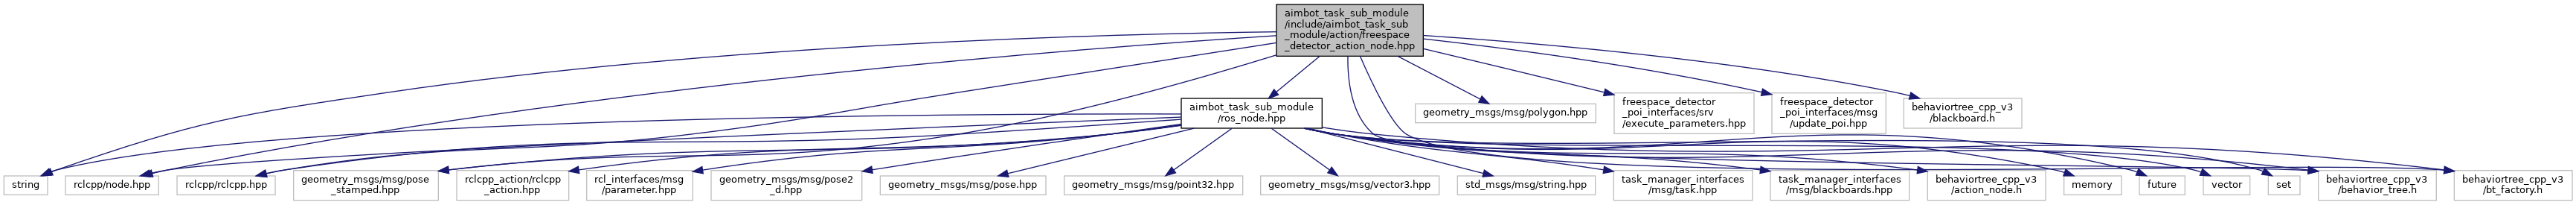 aimbot_task_sub_module
/include/aimbot_task_sub
_module/action/freespace
_detector_action_node.hpp
aimbot_task_sub_module
/ros_node.hpp
geometry_msgs/msg/polygon.hpp
freespace_detector
_poi_interfaces/srv
/execute_parameters.hpp
freespace_detector
_poi_interfaces/msg
/update_poi.hpp
behaviortree_cpp_v3
/blackboard.h
string
rclcpp/node.hpp
rclcpp/rclcpp.hpp
geometry_msgs/msg/pose
_stamped.hpp
rclcpp_action/rclcpp
_action.hpp
rcl_interfaces/msg
/parameter.hpp
geometry_msgs/msg/pose2
_d.hpp
geometry_msgs/msg/pose.hpp
geometry_msgs/msg/point32.hpp
geometry_msgs/msg/vector3.hpp
std_msgs/msg/string.hpp
task_manager_interfaces
/msg/task.hpp
task_manager_interfaces
/msg/blackboards.hpp
behaviortree_cpp_v3
/action_node.h
memory
future
vector
set
behaviortree_cpp_v3
/behavior_tree.h
behaviortree_cpp_v3
/bt_factory.h